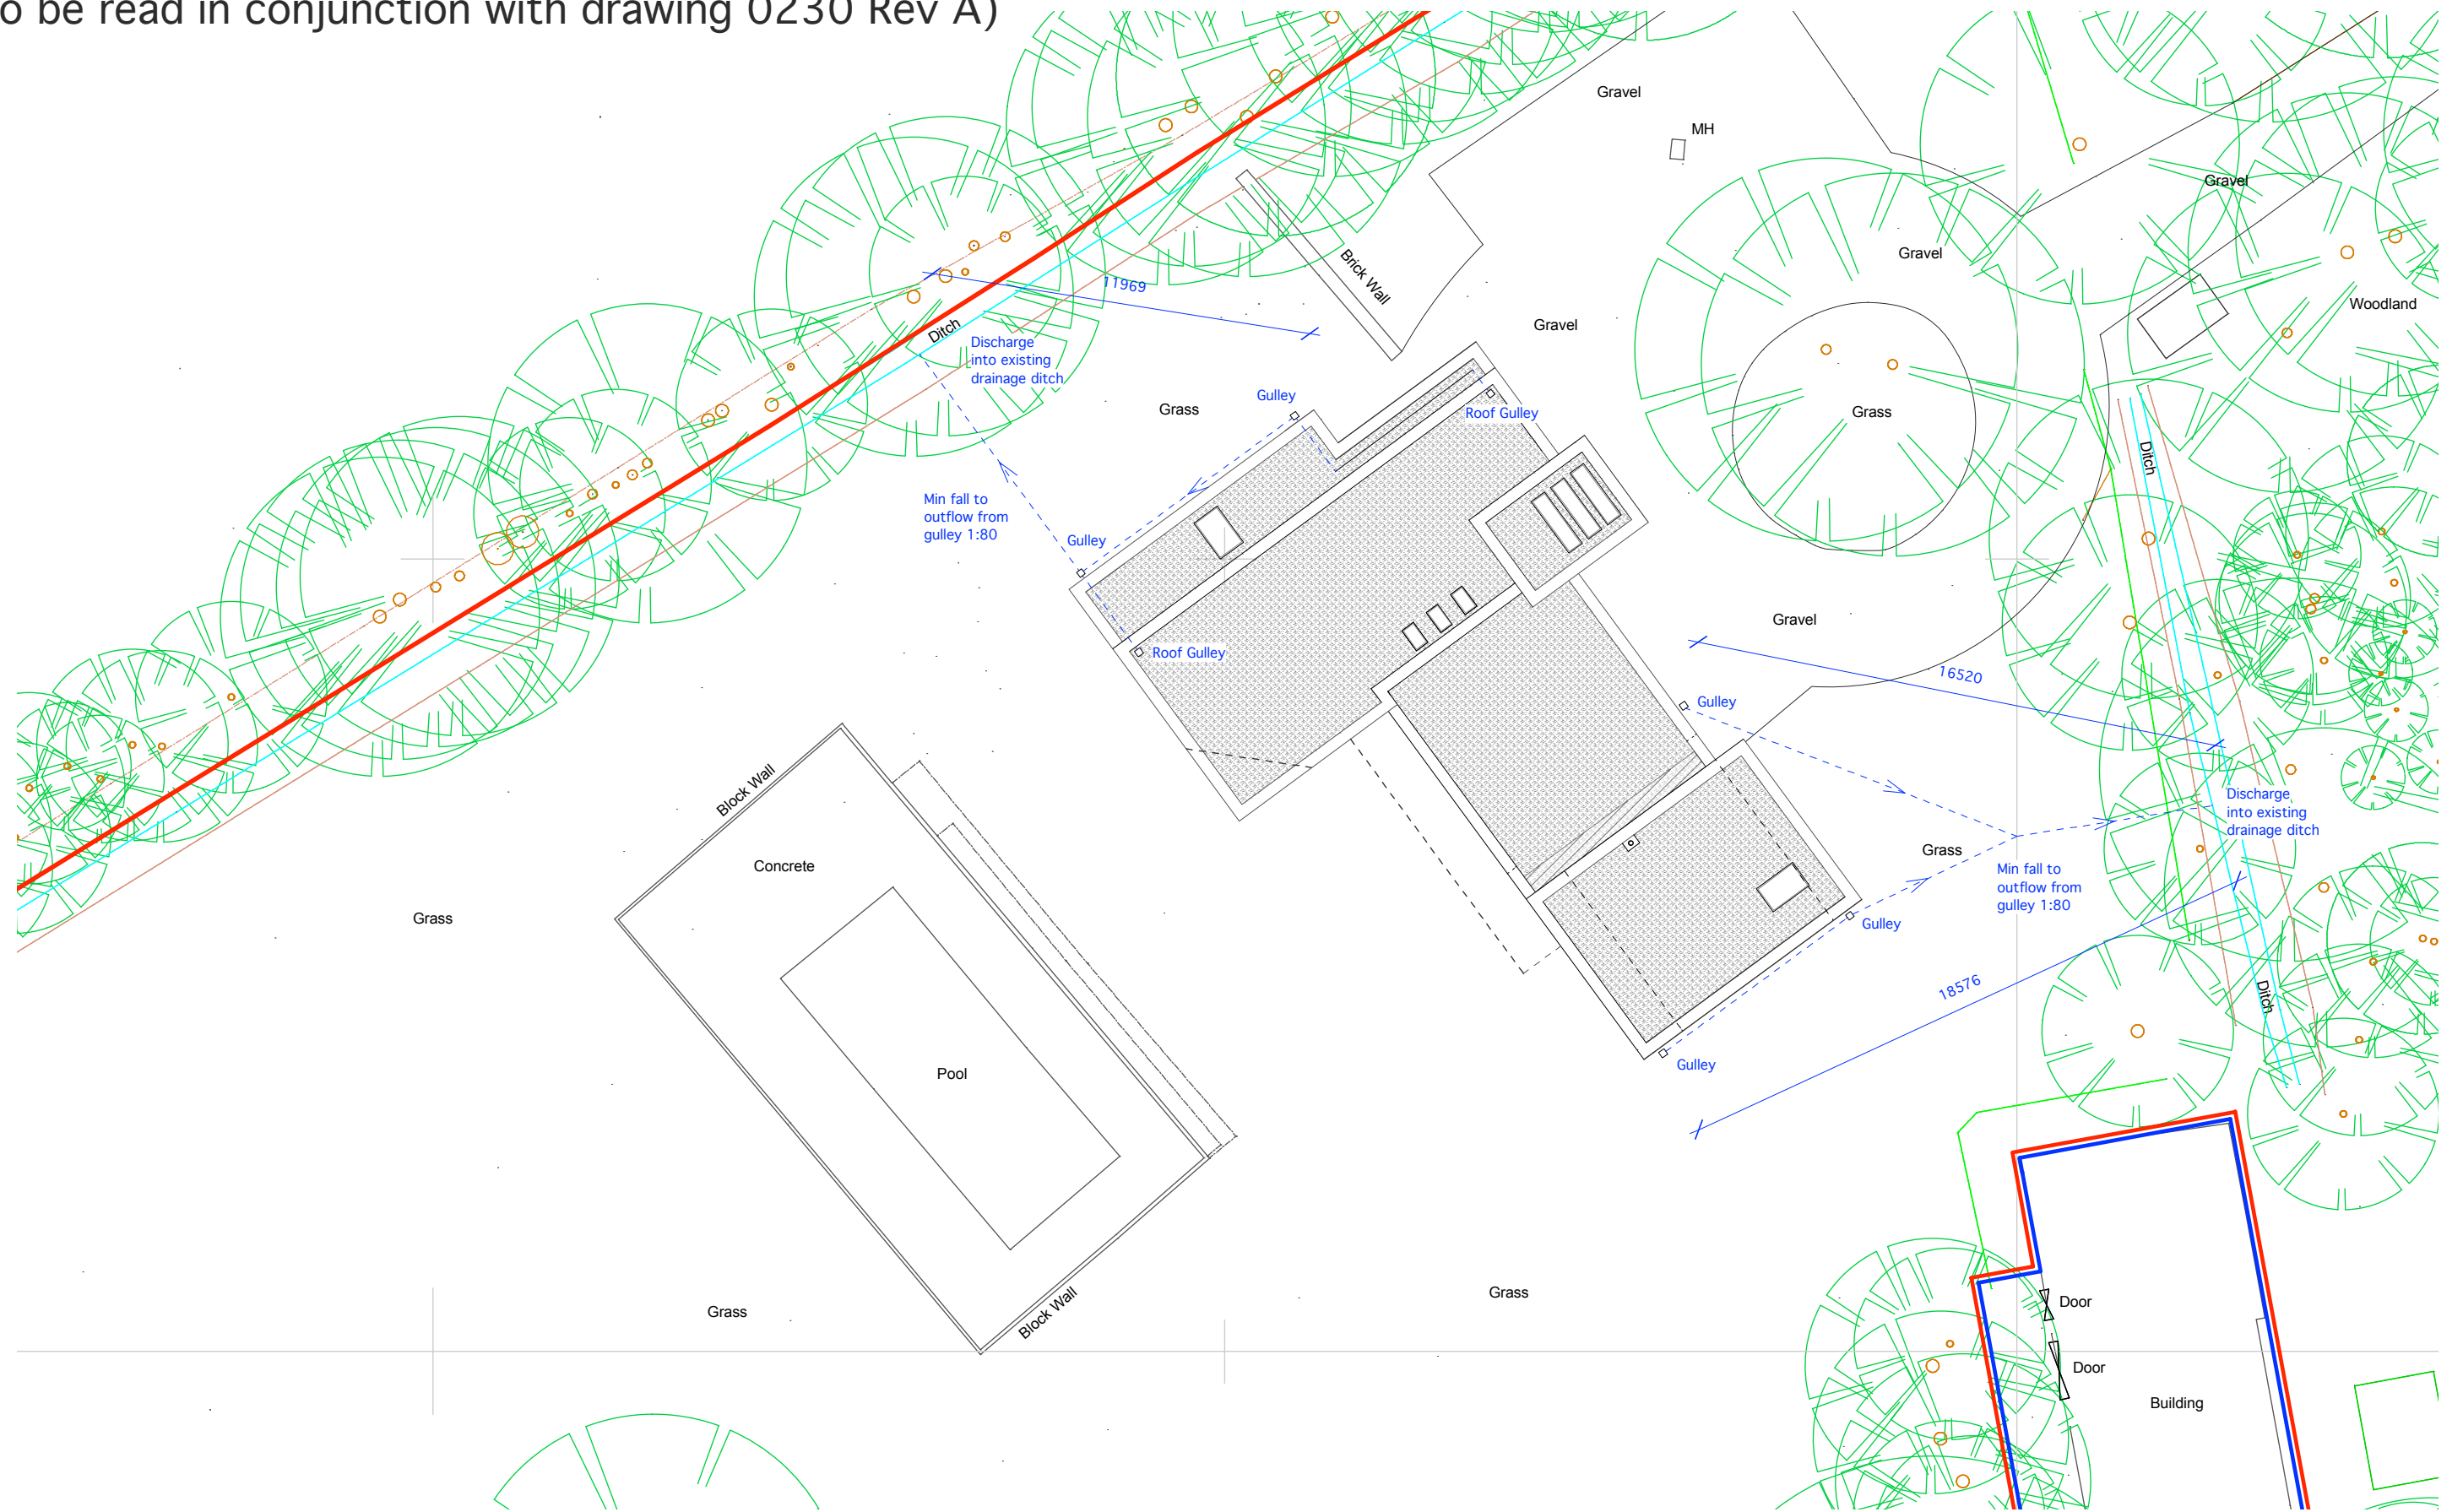 o be read in conjunction with drawing 0230 Rev A)
Gravel
MH
Gravel
Gravel
Brick Wall
11969
Woodland
Ditch
Gravel
Discharge
into existing
drainage ditch
Gulley
Grass
Roof Gulley
Grass
Ditch
Min fall to
outflow from
gulley 1:80
Gulley
Gravel
Roof Gulley
16520
Gulley
Block Wall
Discharge
into existing
drainage ditch
Concrete
Grass
Min fall to
outflow from
gulley 1:80
Grass
Gulley
18576
Ditch
Gulley
Pool
Grass
Block Wall
Grass
Door
Door
Building